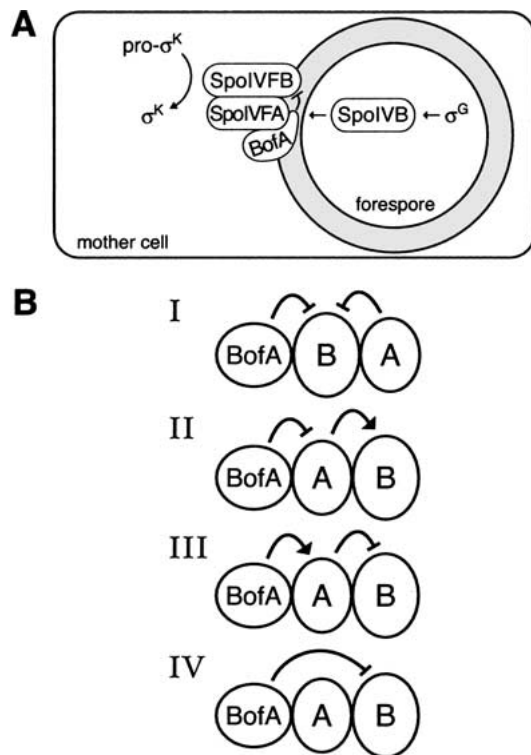 A
pro-σᴷ
SpoIVFB
σᴷ
SpoIVFA
SpoIVB
σᴳ
BofA
forespore
mother cell
B
I
BofA B A
II
BofA A B
III
BofA A B
IV
BofA A B